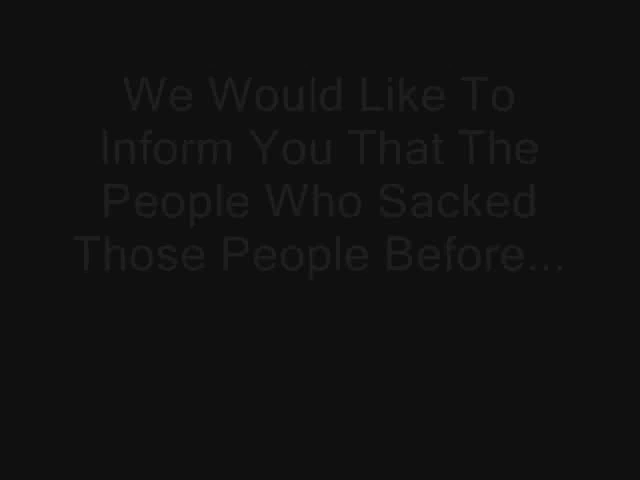 We Would Like To
Inform You That The
People Who Sacked
Those People Before...